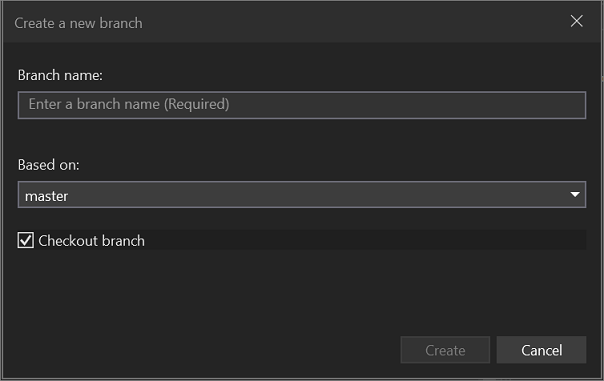 Create a new branch
Branch name:
Enter a branch name (Required)
Based on:
master
Checkout branch
Create
Cancel